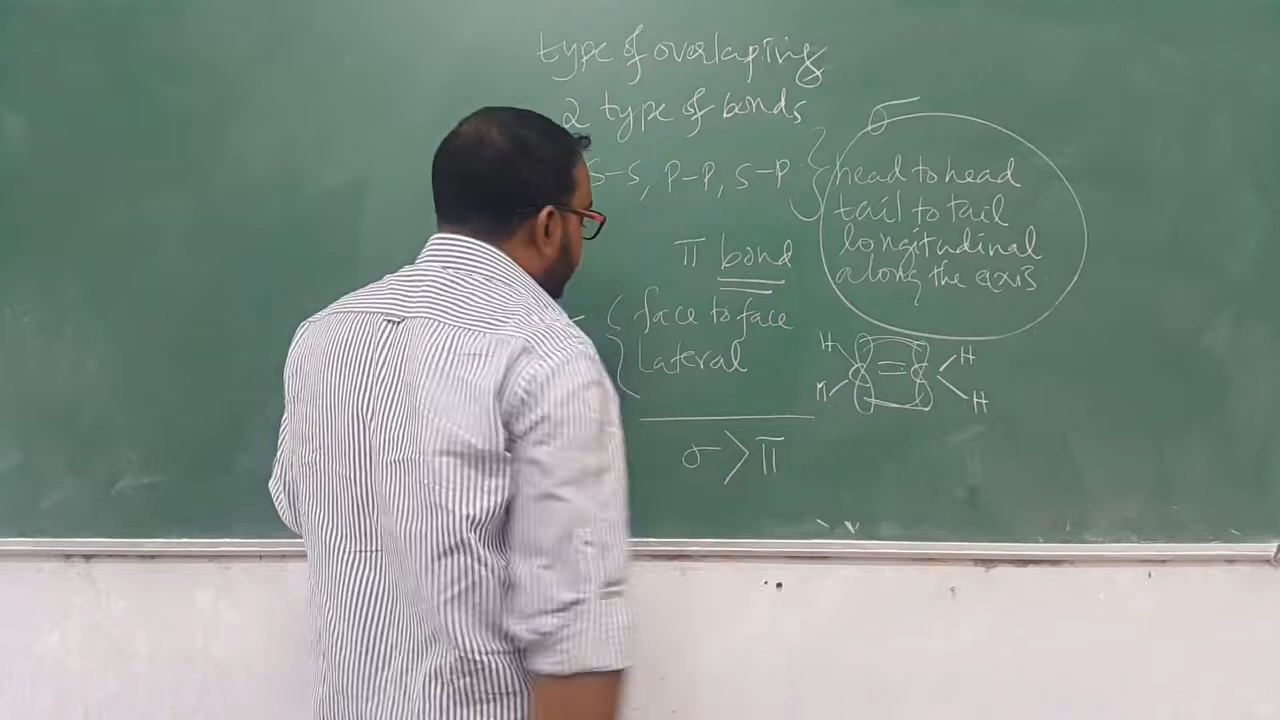 type of overlaping
2 type of bonds
σ
S-S, P-P, S-P
head to head
tail to tail
longitudinal
along the axis
π bond
face to face
Lateral
H H
=
H H
σ > π